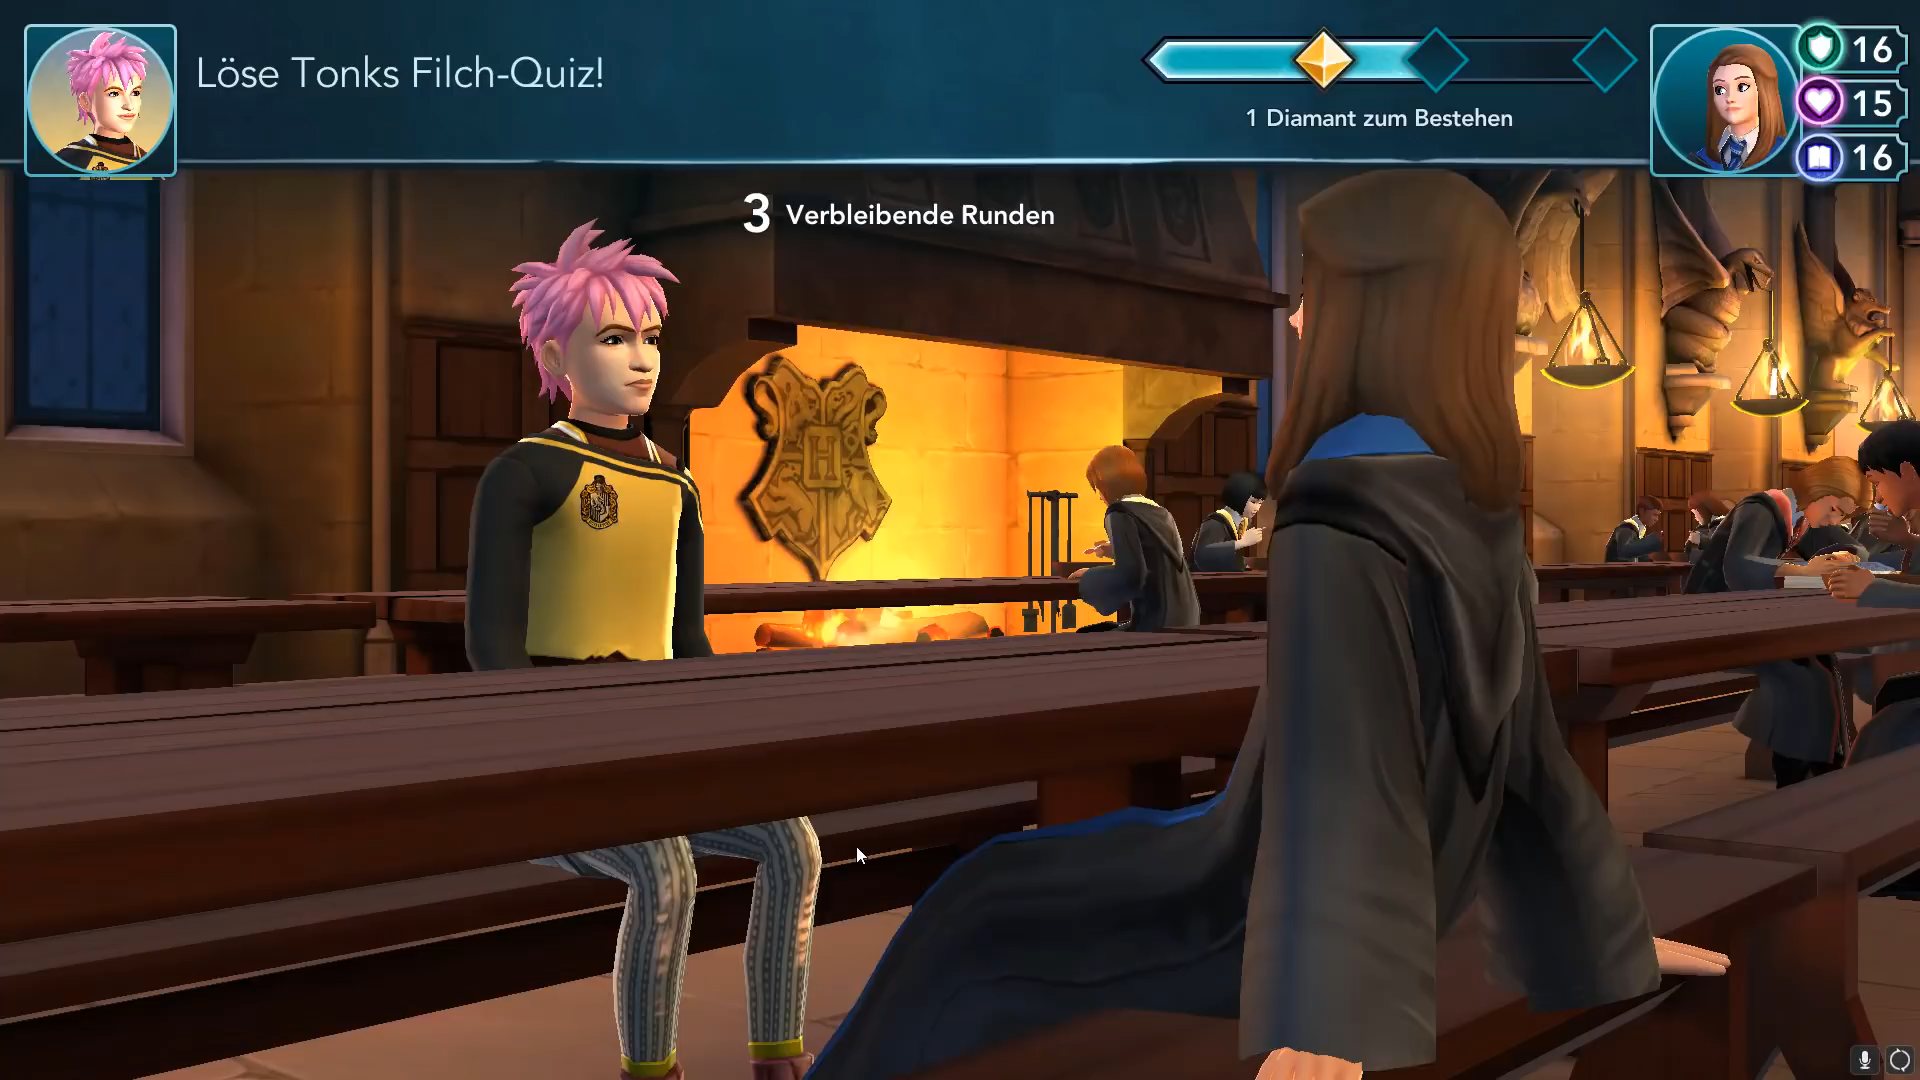 Löse Tonks Filch-Quiz!
1 Diamant zum Bestehen
16
15
16
3 Verbleibende Runden
H